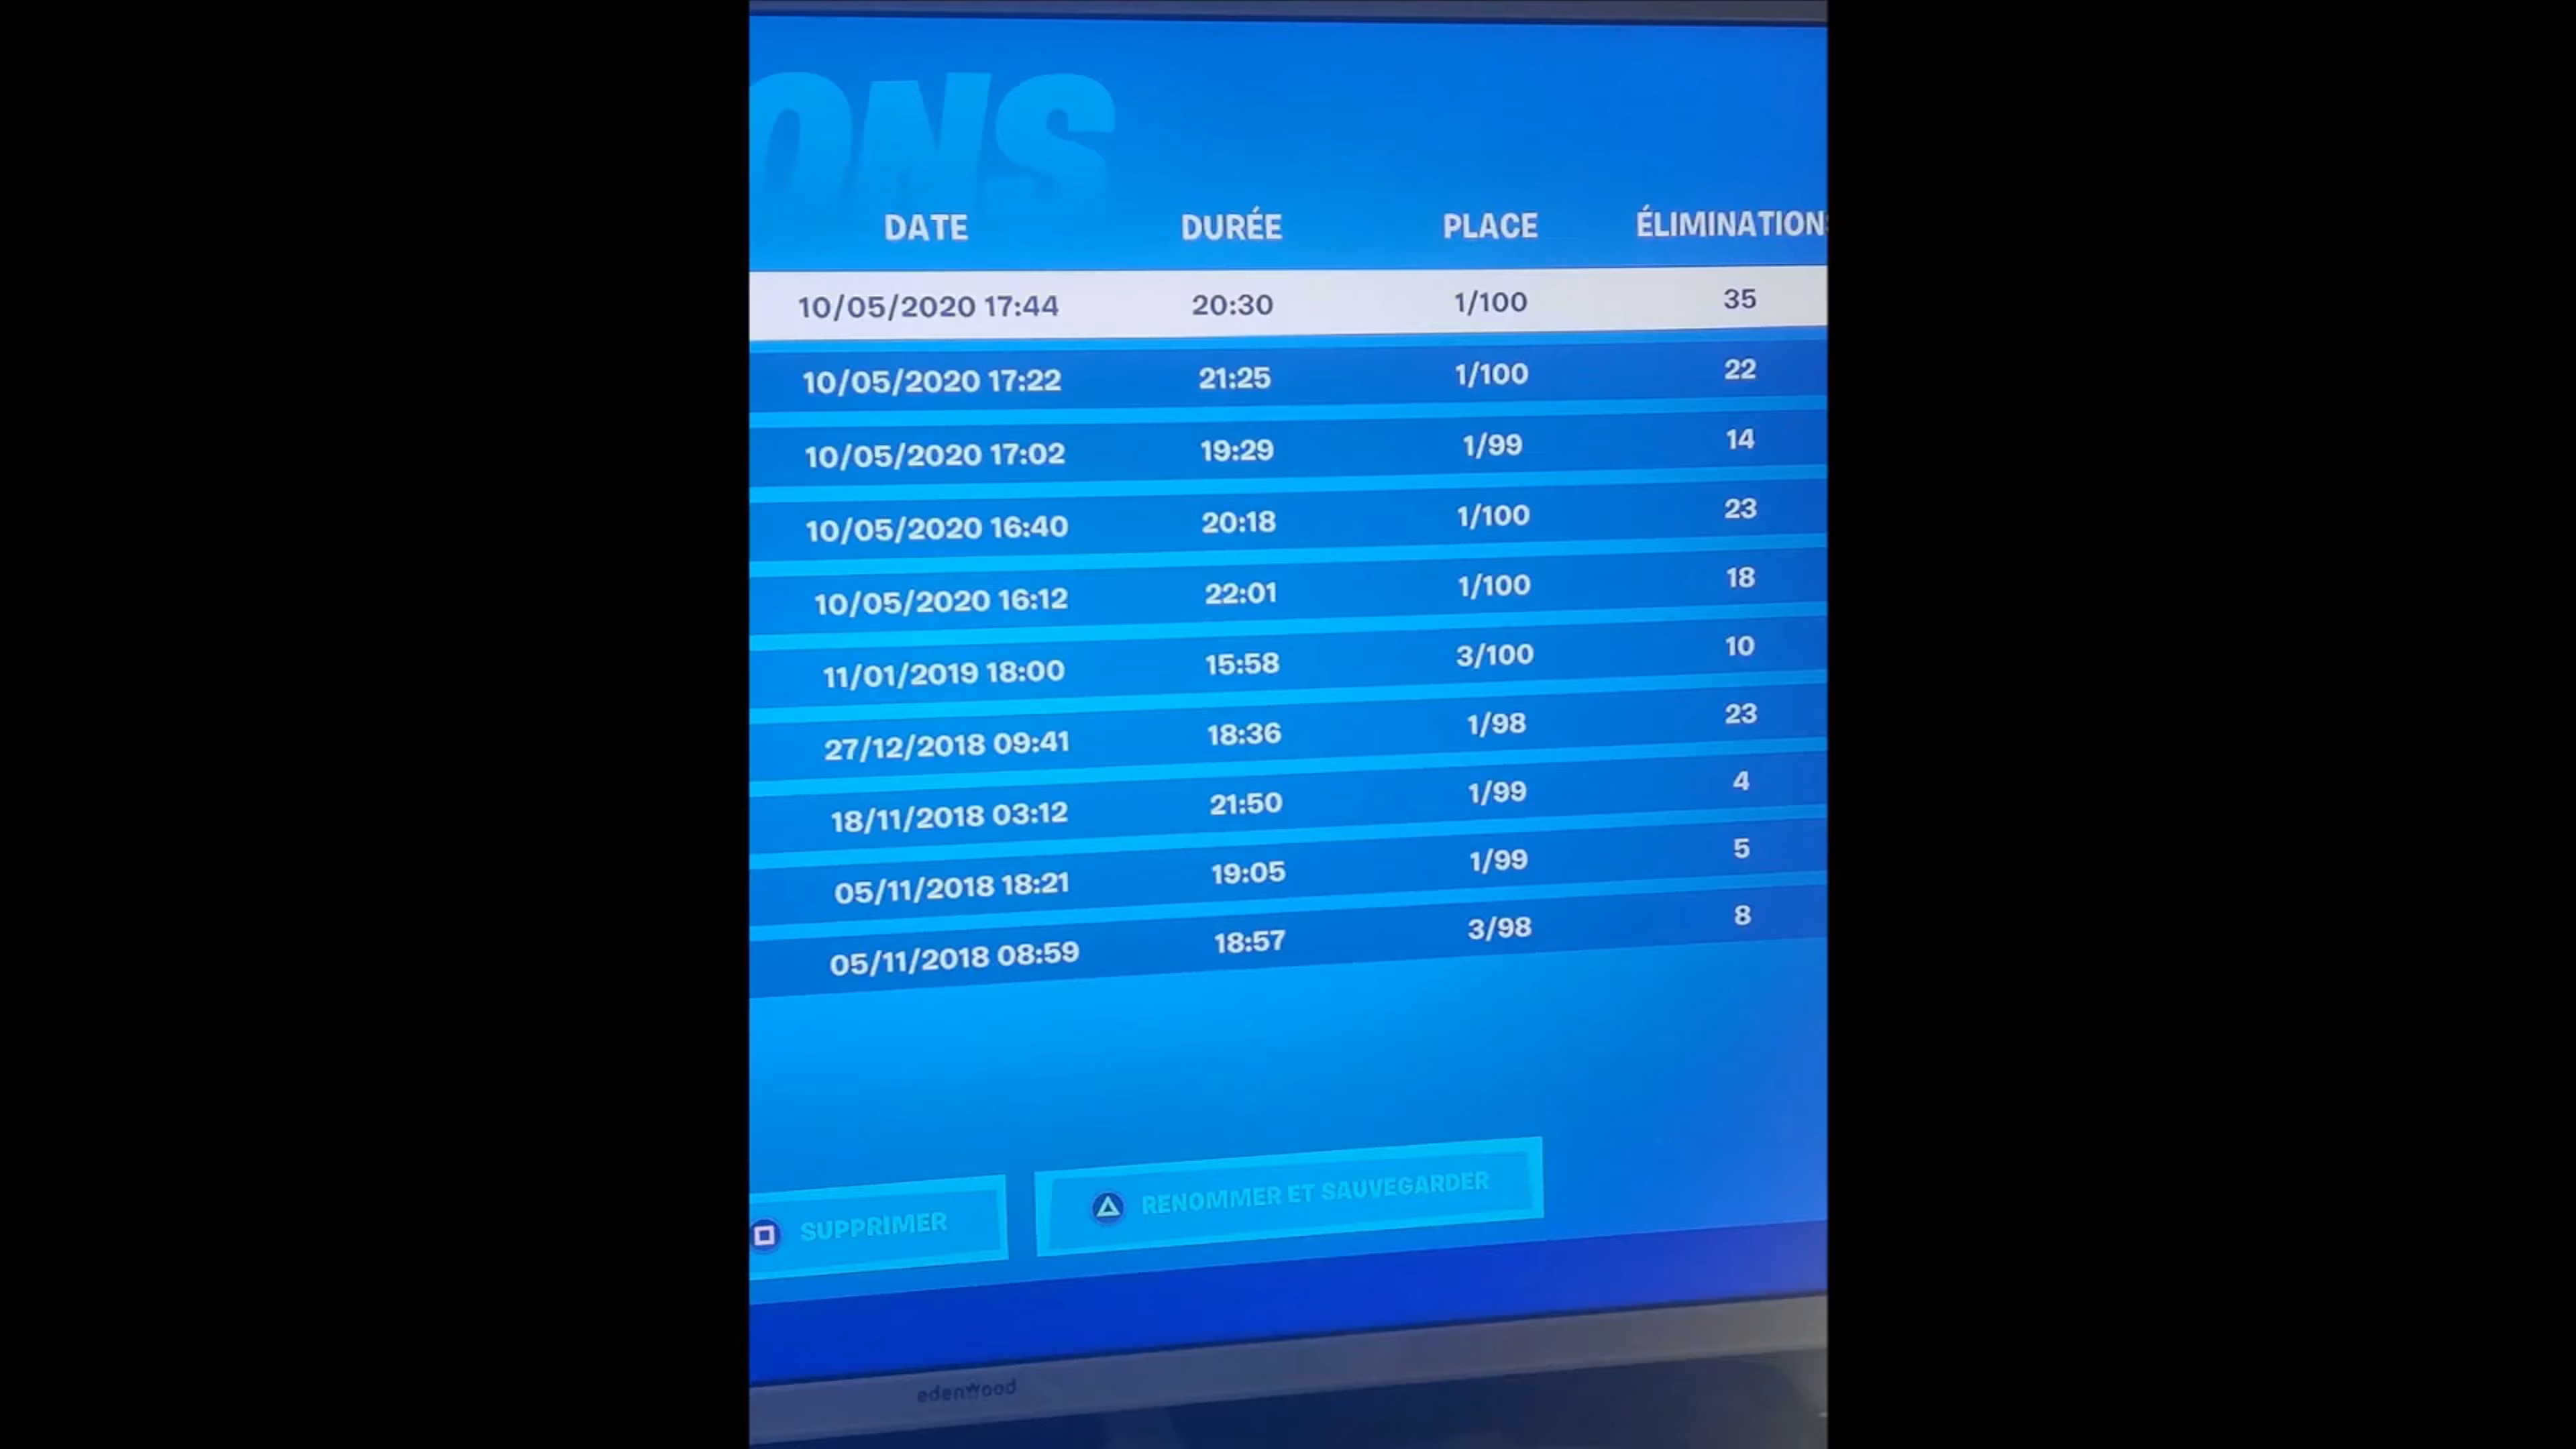 ONS
DATE DURÉE PLACE ÉLIMINATIONS
10/05/2020 17:44 20:30 1/100 35
10/05/2020 17:22 21:25 1/100 22
10/05/2020 17:02 19:29 1/99 14
10/05/2020 16:40 20:18 1/100 23
10/05/2020 16:12 22:01 1/100 18
11/01/2019 18:00 15:58 3/100 10
27/12/2018 09:41 18:36 1/98 23
18/11/2018 03:12 21:50 1/99 4
05/11/2018 18:21 19:05 1/99 5
05/11/2018 08:59 18:57 3/98 8
SUPPRIMER RENOMMER ET SAUVEGARDER
edenwood